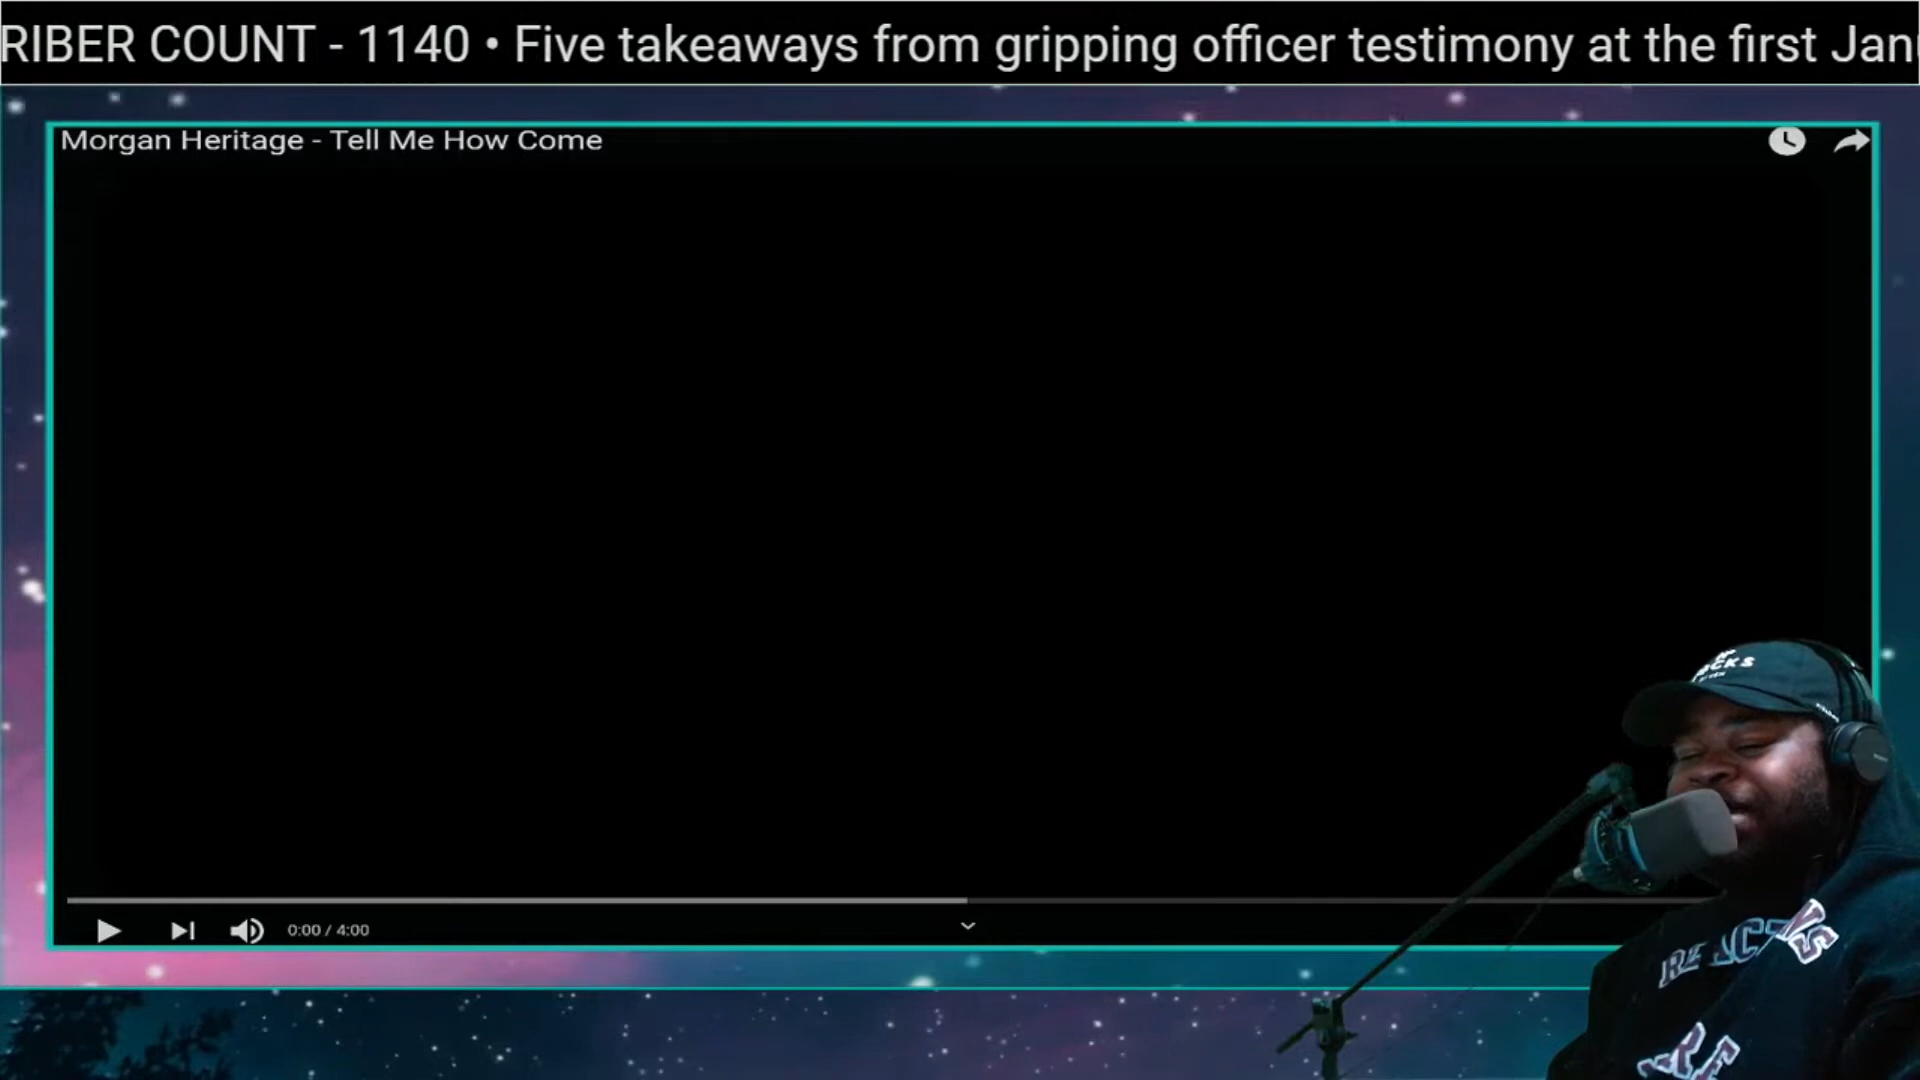 RIBER COUNT - 1140 • Five takeaways from gripping officer testimony at the first Jan
Morgan Heritage - Tell Me How Come
0:00 / 4:00